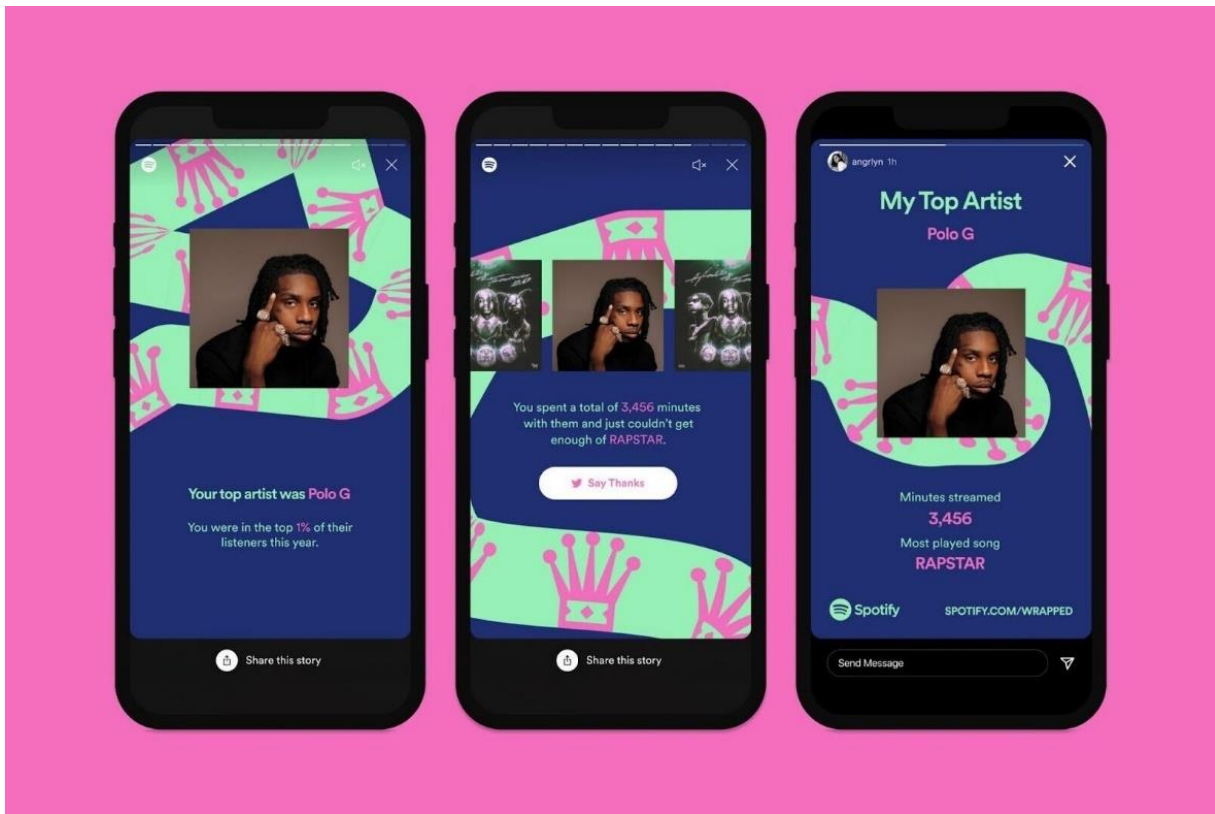 Your top artist was Polo G
You were in the top 1% of their
listeners this year.
Share this story
You spent a total of 3,456 minutes
with them and just couldn't get
enough of RAPSTAR.
Say Thanks
Share this story
angrlyn 1h
My Top Artist
Polo G
Minutes streamed
3,456
Most played song
RAPSTAR
Spotify
SPOTIFY.COM/WRAPPED
Send Message